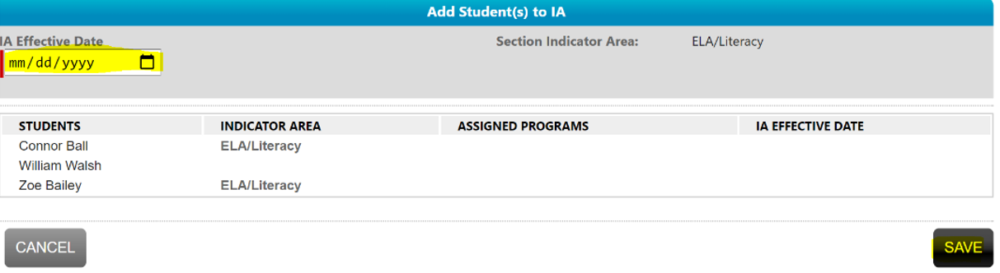 Add Student(s) to IA
IA Effective Date
Section Indicator Area: ELA/Literacy
mm/dd/yyyy
STUDENTS INDICATOR AREA ASSIGNED PROGRAMS IA EFFECTIVE DATE
Connor Ball ELA/Literacy
William Walsh
Zoe Bailey ELA/Literacy
CANCEL SAVE